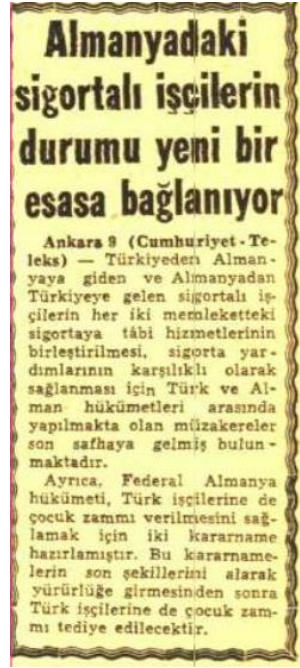 Almanyadaki
sigortalı işçilerin
durumu yeni bir
esasa bağlanıyor
Ankara 9 (Cumhuriyet - Te-
leks) — Türkiyeden Alman-
yaya giden ve Almanyadan
Türkiyeye gelen sigortalı iş-
çilerin her iki memleketteki
sigortaya tâbi hizmetlerinin
birleştirilmesi, sigorta yar-
dımlarının karşılıklı olarak
sağlanması için Türk ve Al-
man hükûmetleri arasında
yapılmakta olan müzakereler
son safhaya gelmiş bulun -
maktadır.
Ayrıca, Federal Almanya
hükûmeti, Türk işçilerine de
çocuk zammı verilmesini sağ-
lamak için iki kararname
hazırlamıştır. Bu kararname-
lerin son şekillerini alarak
yürürlüğe girmesinden sonra
Türk işçilerine de çocuk zam-
mı tediye edilecektir.